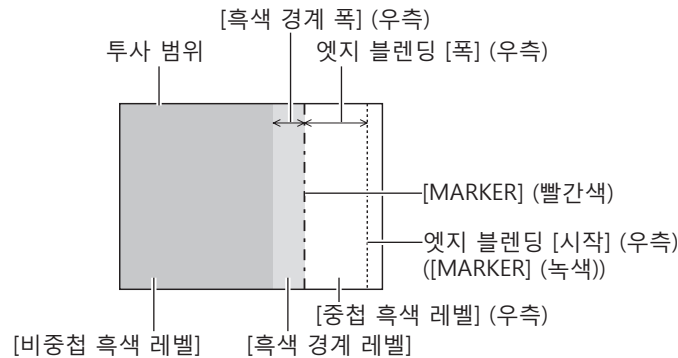 [흑색 경계 폭] (우측)
투사 범위
엣지 블렌딩 [폭] (우측)
[MARKER] (빨간색)
엣지 블렌딩 [시작] (우측)
([MARKER] (녹색))
[중첩 흑색 레벨] (우측)
[비중첩 흑색 레벨]
[흑색 경계 레벨]